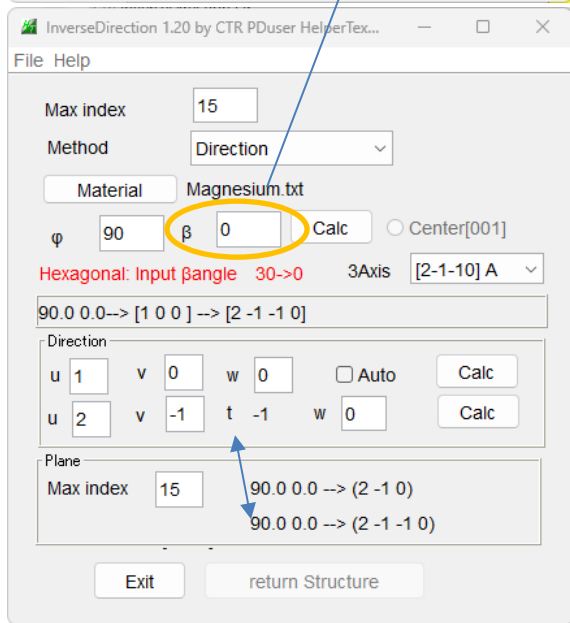 InverseDirection 1.20 by CTR PDuser HelperTex...
File Help
Max index 15
Method Direction
Material Magnesium.txt
φ 90 β 0 Calc Center[001]
Hexagonal: Input βangle 30->0 3Axis [2-1-10] A
90.0 0.0--> [1 0 0 ] --> [2 -1 -1 0]
Direction
u 1 v 0 w 0 Auto Calc
u 2 v -1 t -1 w 0 Calc
Plane
Max index 15 90.0 0.0 --> (2 -1 0)
90.0 0.0 --> (2 -1 -1 0)
Exit return Structure